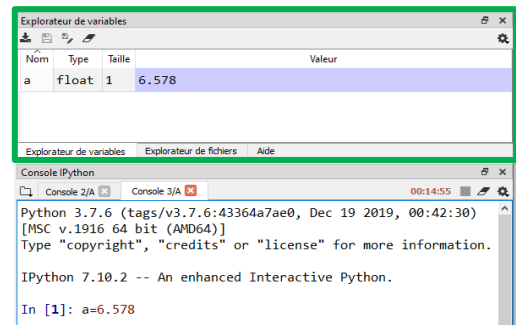 Explorateur de variables
Nom Type Taille Valeur
a float 1 6.578
Explorateur de variables Explorateur de fichiers Aide
Console IPython
Console 2/A Console 3/A 00:14:55
Python 3.7.6 (tags/v3.7.6:43364a7ae0, Dec 19 2019, 00:42:30)
[MSC v.1916 64 bit (AMD64)]
Type "copyright", "credits" or "license" for more information.
IPython 7.10.2 -- An enhanced Interactive Python.
In [1]: a=6.578